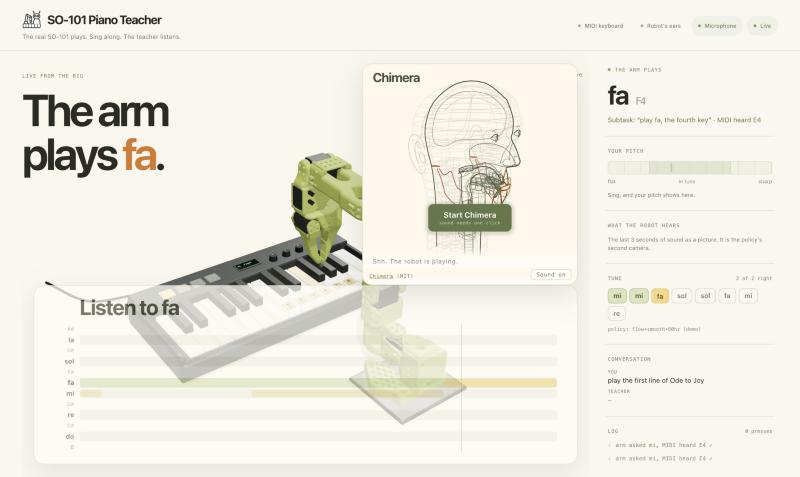 SO-101 Piano Teacher
The real SO-101 plays. Sing along. The teacher listens.
MIDI keyboard
Robot's ears
Microphone
Live
LIVE FROM THE RIG
The arm
plays fa.
Chimera
Start Chimera
sound needs one click
Shh. The robot is playing.
Chimera (MIT)
Sound on
Listen to fa
la
sol
fa
mi
re
do
THE ARM PLAYS
fa F4
Subtask: "play fa, the fourth key" · MIDI heard E4
YOUR PITCH
flat in tune sharp
Sing, and your pitch shows here.
WHAT THE ROBOT HEARS
The last 3 seconds of sound as a picture. It is the policy's
second camera.
TUNE 2 of 2 right
mi mi fa sol sol fa mi
re
policy: flow+smooth+60hr (demo)
CONVERSATION
YOU
play the first line of Ode to Joy
TEACHER
…
LOG 0 presses
arm asked mi, MIDI heard E4 ✓
arm asked mi, MIDI heard E4 ✓